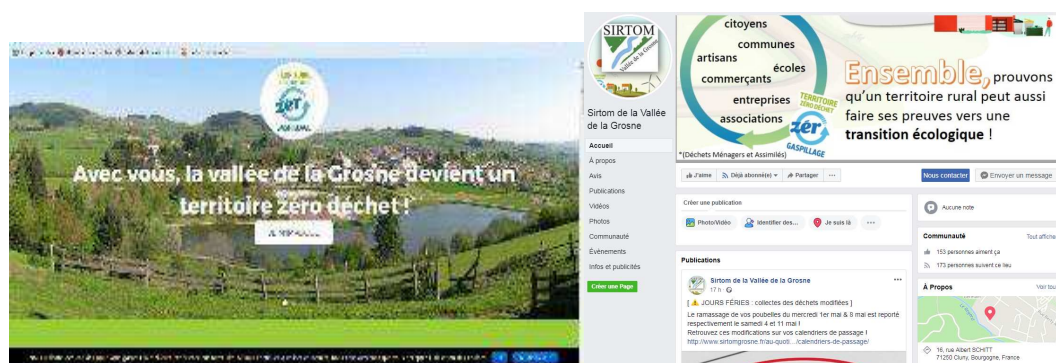 Avec vous, la vallée de la Grosne devient un
territoire zéro déchet !
SIRTOM
Vallée de la Grosne
Sirtom de la Vallée
de la Grosne
Accueil
À propos
Avis
Publications
Vidéos
Photos
Communauté
Évènements
Infos et publicités
Créer une Page
citoyens
communes
artisans
écoles
commerçants
entreprises
associations
TERRITOIRE
ZÉRO DÉCHET
zér
GASPILLAGE
*(Déchets Ménagers et Assimilés)
Ensemble, prouvons
qu'un territoire rural peut aussi
faire ses preuves vers une
transition écologique !
J'aime Déjà abonné(e) Partager ...
Nous contacter Envoyer un message
Créer une publication
Photo/Vidéo Identifier des... Je suis là ...
Publications
Sirtom de la Vallée de la Grosne ...
17 h
[ JOURS FÉRIÉS : collectes des déchets modifiées ]
Le ramassage de vos poubelles du mercredi 1er mai & 8 mai est reporté
respectivement le samedi 4 et 11 mai !
Retrouvez ces modifications sur vos calendriers de passage !
http://www.sirtomgrosne.fr/au-quoti.../calendriers-de-passage/
Aucune note
Communauté Tout affiche
153 personnes aiment ça
173 personnes suivent ce lieu
À Propos Voir tou
16, rue Albert SCHITT
71250 Cluny, Bourgogne, France